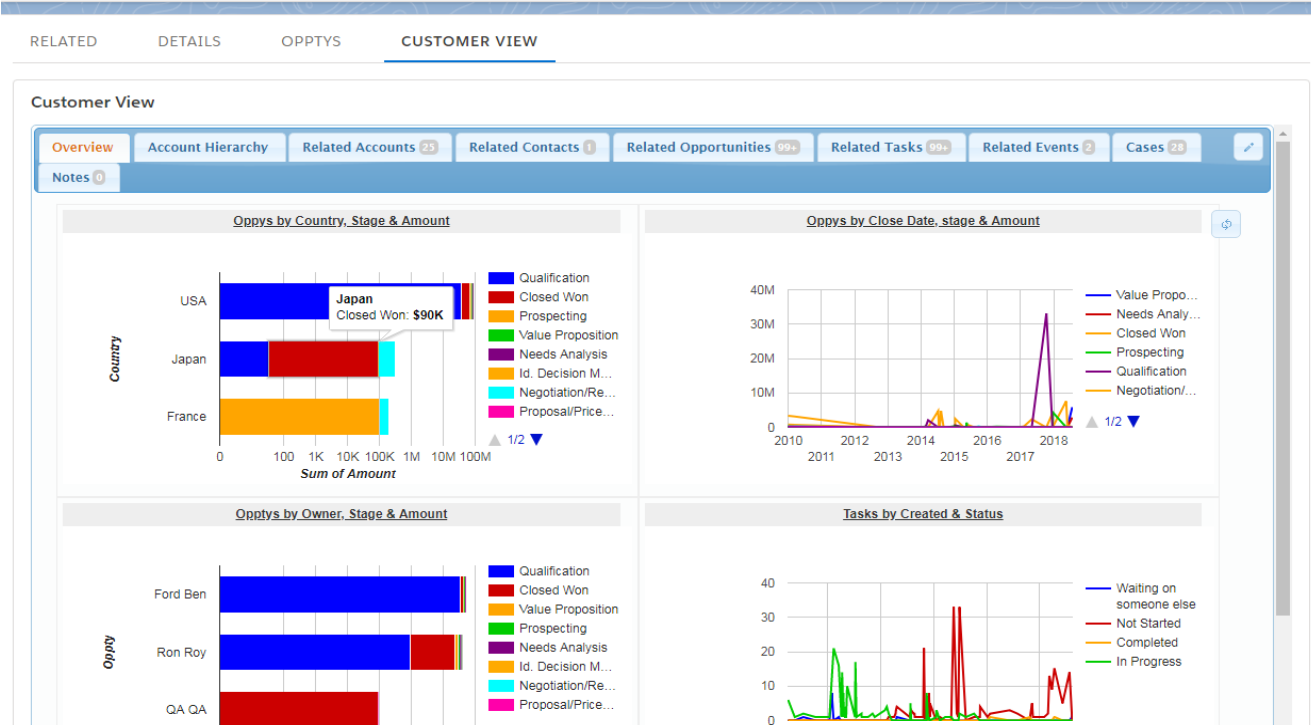 RELATED DETAILS OPPTYS CUSTOMER VIEW
Customer View
Overview Account Hierarchy Related Accounts 25 Related Contacts 1 Related Opportunities 99+ Related Tasks 99+ Related Events 2 Cases 28
Notes 0
Oppys by Country, Stage & Amount
Country
USA
Japan
France
Japan
Closed Won: $90K
0 100 1K 10K 100K 1M 10M 100M
Sum of Amount
Qualification
Closed Won
Prospecting
Value Proposition
Needs Analysis
Id. Decision M...
Negotiation/Re...
Proposal/Price...
1/2
Oppys by Close Date, stage & Amount
40M
30M
20M
10M
0
2010 2012 2014 2016 2018
2011 2013 2015 2017
Value Propo...
Needs Analy...
Closed Won
Prospecting
Qualification
Negotiation/...
1/2
Opptys by Owner, Stage & Amount
Oppty
Ford Ben
Ron Roy
QA QA
Qualification
Closed Won
Value Proposition
Prospecting
Needs Analysis
Id. Decision M...
Negotiation/Re...
Proposal/Price...
Tasks by Created & Status
40
30
20
10
0
Waiting on
someone else
Not Started
Completed
In Progress